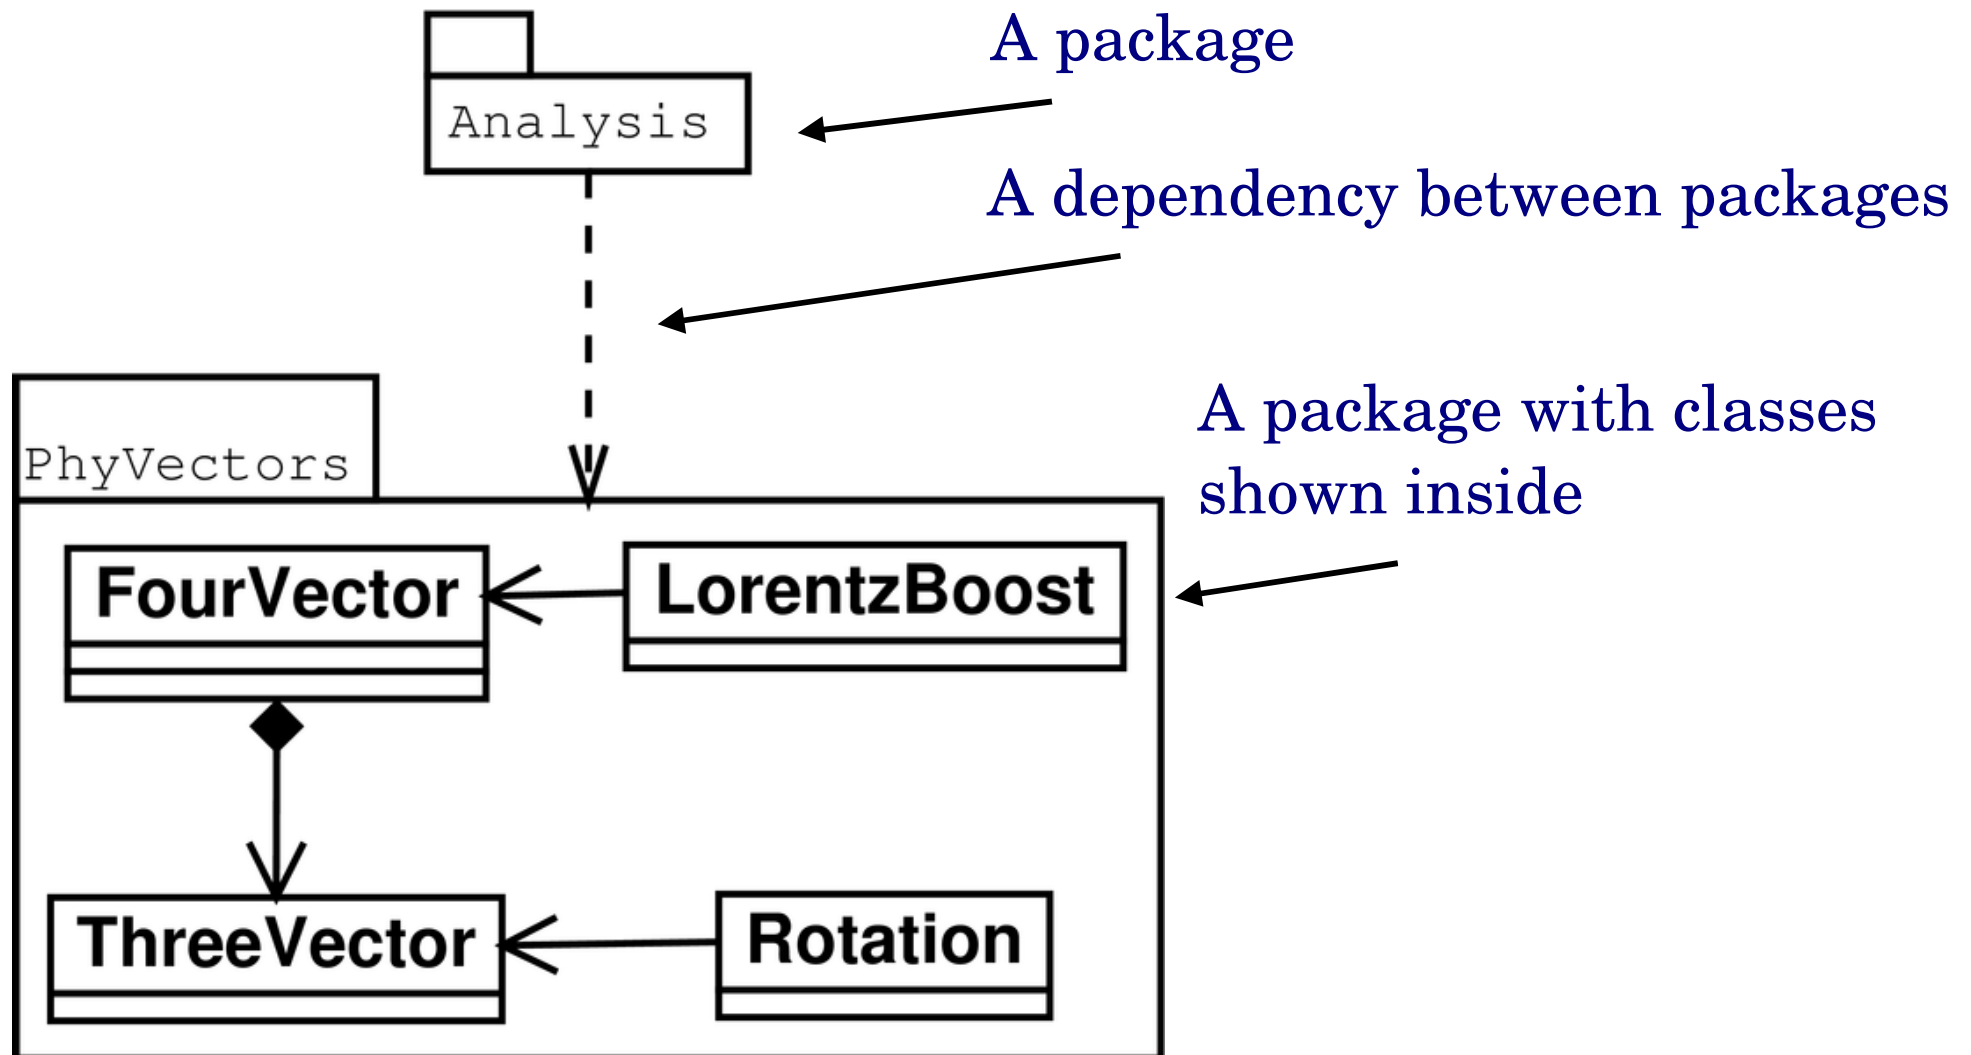 A package
Analysis
A dependency between packages
PhyVectors
A package with classes
shown inside
FourVector
LorentzBoost
ThreeVector
Rotation